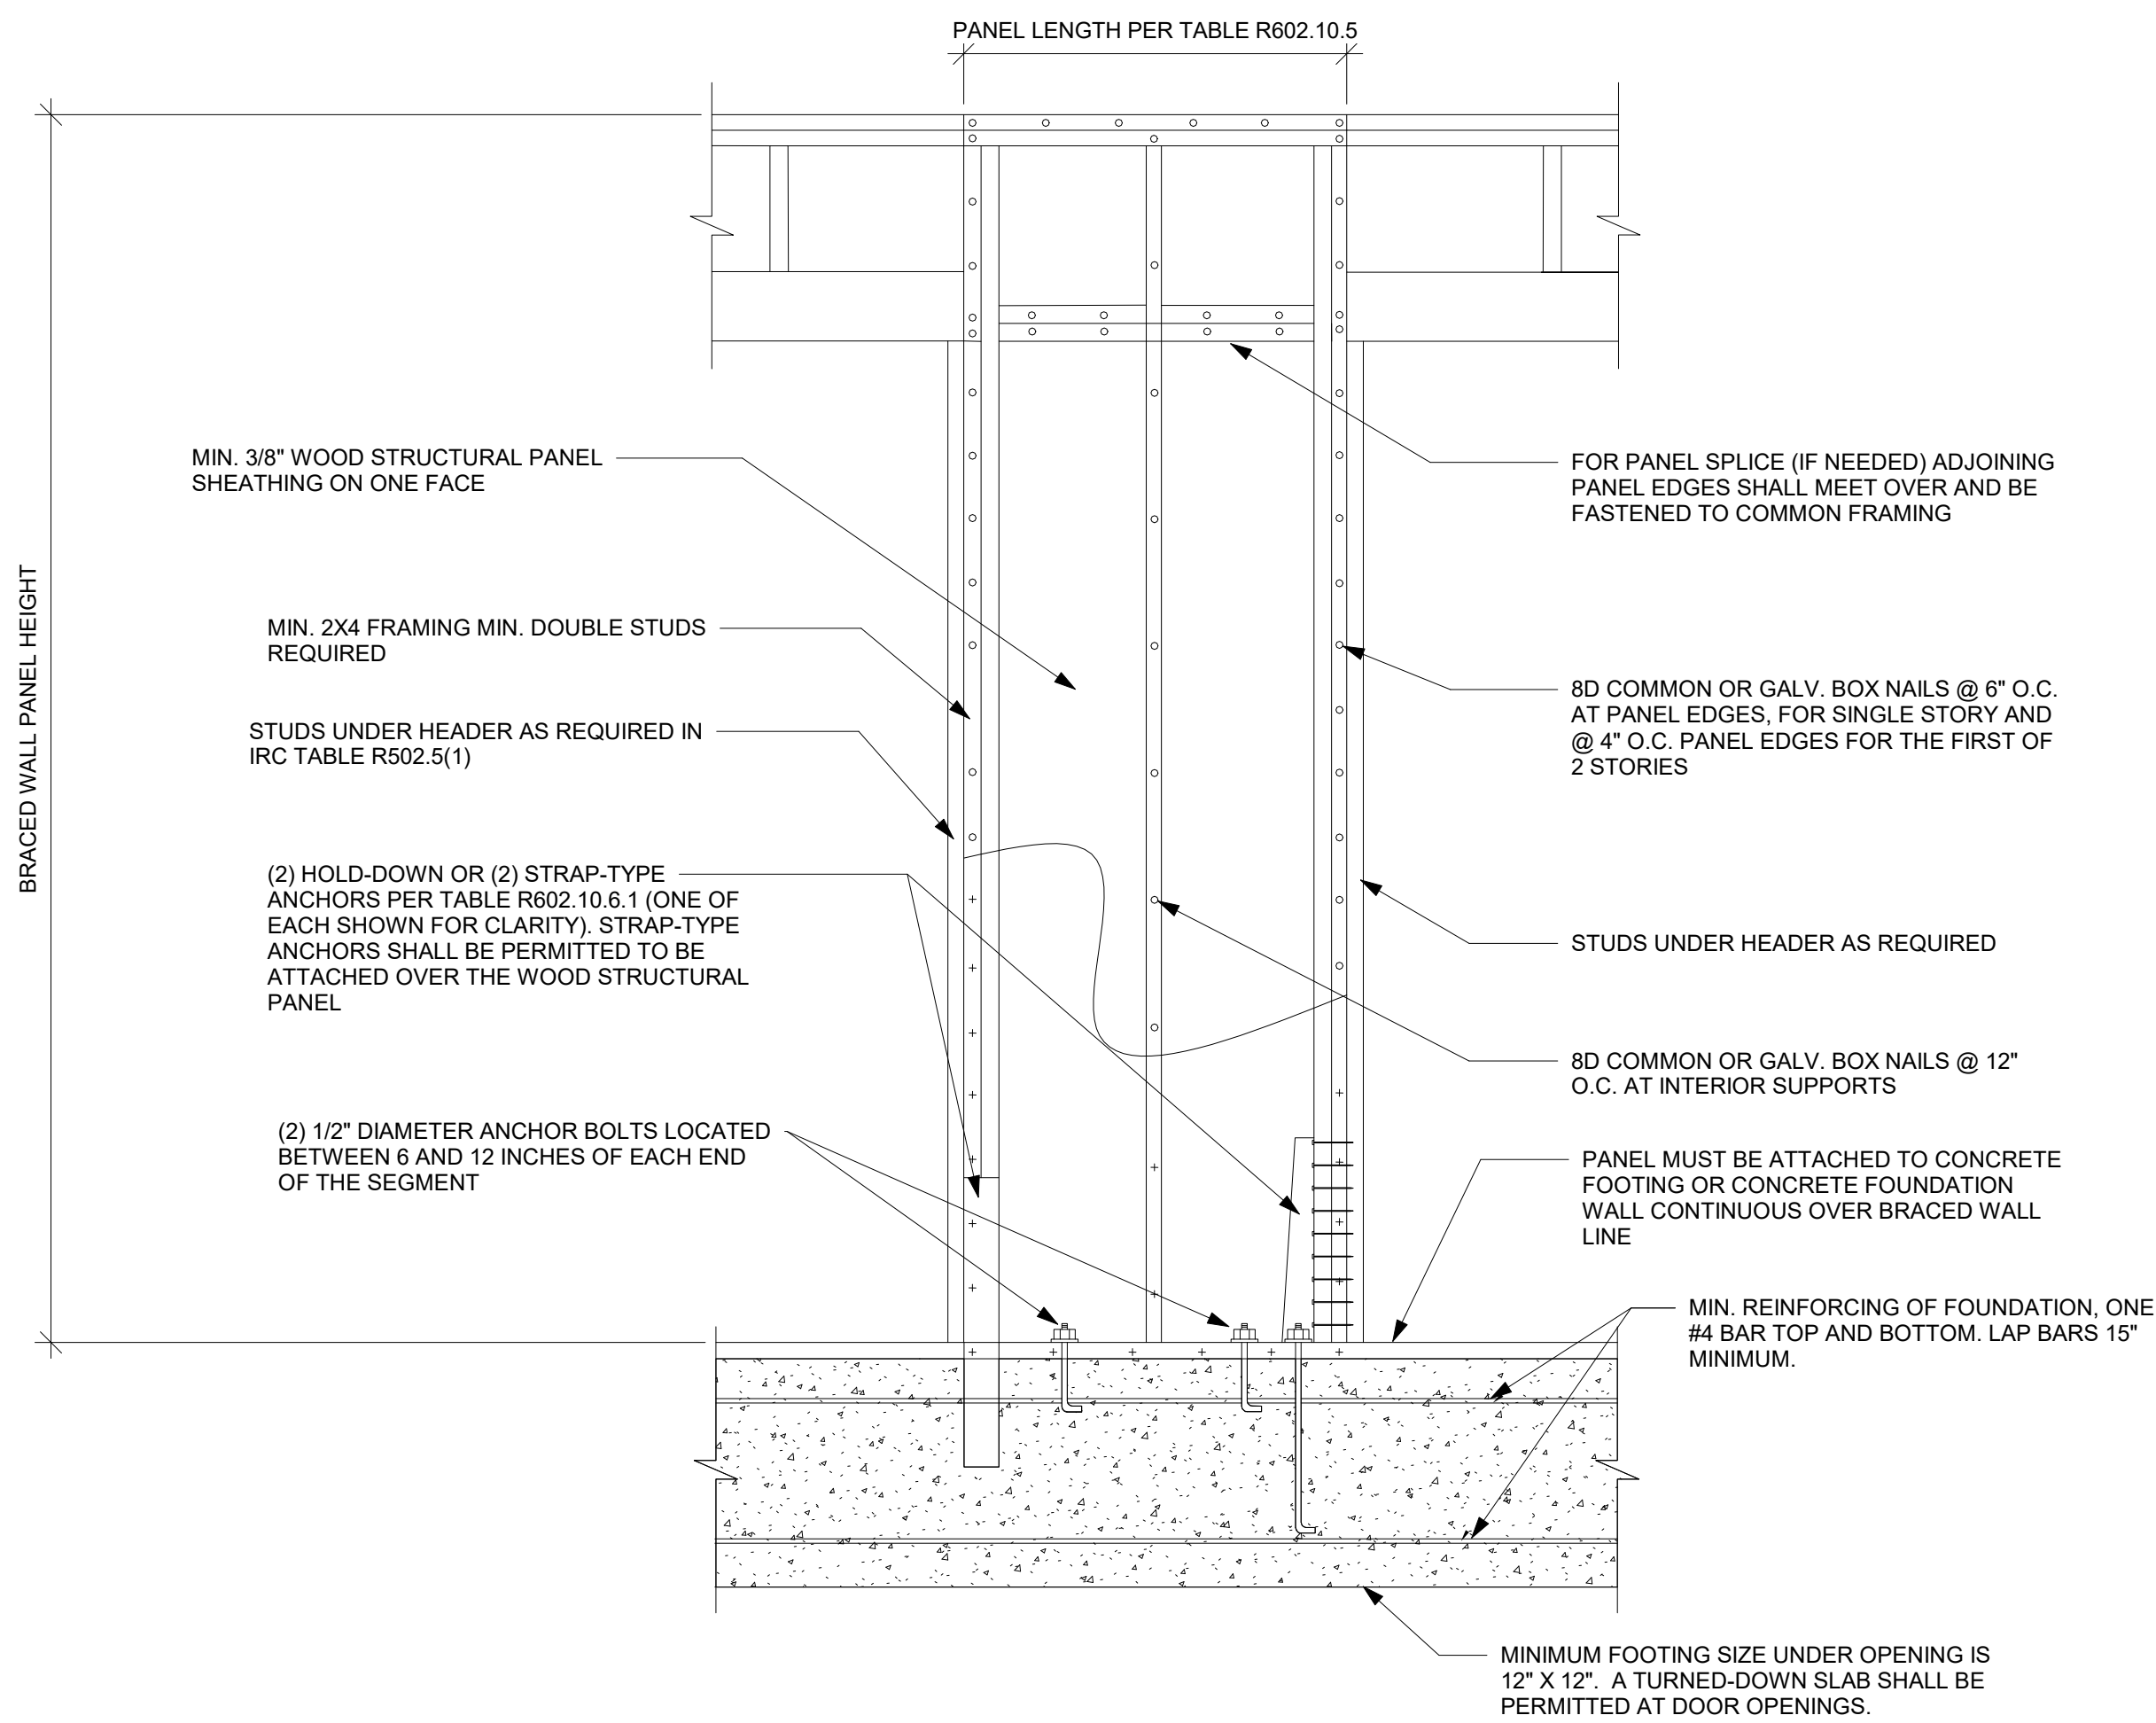 PANEL LENGTH PER TABLE R602.10.5
BRACED WALL PANEL HEIGHT
MIN. 3/8" WOOD STRUCTURAL PANEL
SHEATHING ON ONE FACE
MIN. 2X4 FRAMING MIN. DOUBLE STUDS
REQUIRED
STUDS UNDER HEADER AS REQUIRED IN
IRC TABLE R502.5(1)
(2) HOLD-DOWN OR (2) STRAP-TYPE
ANCHORS PER TABLE R602.10.6.1 (ONE OF
EACH SHOWN FOR CLARITY). STRAP-TYPE
ANCHORS SHALL BE PERMITTED TO BE
ATTACHED OVER THE WOOD STRUCTURAL
PANEL
(2) 1/2" DIAMETER ANCHOR BOLTS LOCATED
BETWEEN 6 AND 12 INCHES OF EACH END
OF THE SEGMENT
FOR PANEL SPLICE (IF NEEDED) ADJOINING
PANEL EDGES SHALL MEET OVER AND BE
FASTENED TO COMMON FRAMING
8D COMMON OR GALV. BOX NAILS @ 6" O.C.
AT PANEL EDGES, FOR SINGLE STORY AND
@ 4" O.C. PANEL EDGES FOR THE FIRST OF
2 STORIES
STUDS UNDER HEADER AS REQUIRED
8D COMMON OR GALV. BOX NAILS @ 12"
O.C. AT INTERIOR SUPPORTS
PANEL MUST BE ATTACHED TO CONCRETE
FOOTING OR CONCRETE FOUNDATION
WALL CONTINUOUS OVER BRACED WALL
LINE
MIN. REINFORCING OF FOUNDATION, ONE
#4 BAR TOP AND BOTTOM. LAP BARS 15"
MINIMUM.
MINIMUM FOOTING SIZE UNDER OPENING IS
12" X 12".  A TURNED-DOWN SLAB SHALL BE
PERMITTED AT DOOR OPENINGS.